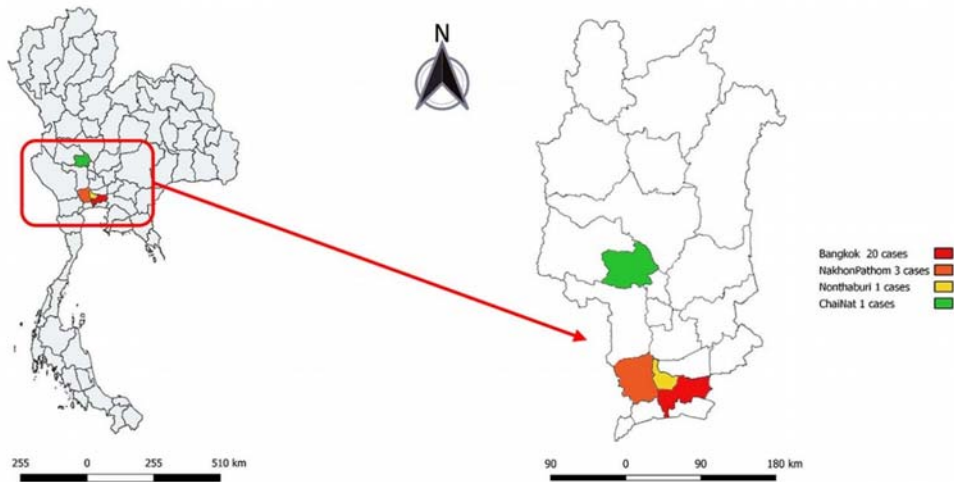 N
Bangkok 20 cases
NakhonPathom 3 cases
Nonthaburi 1 cases
ChaiNat 1 cases
255 0 255 510 km
90 0 90 180 km